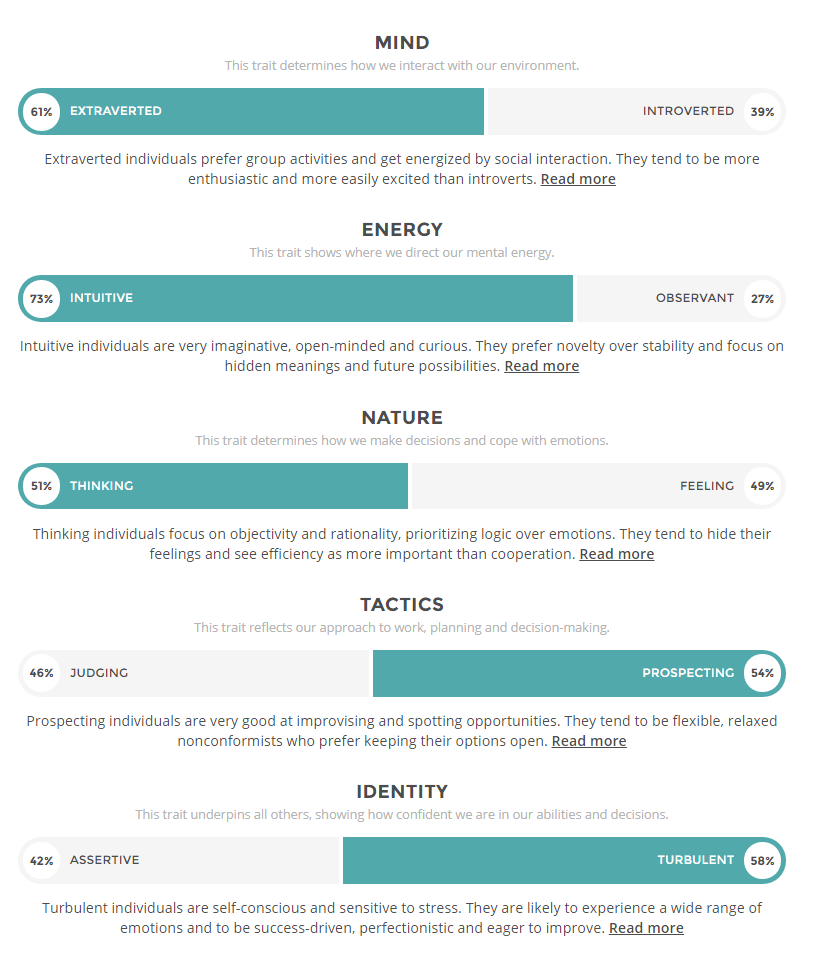 MIND
This trait determines how we interact with our environment.
61% EXTRAVERTED INTROVERTED 39%
Extraverted individuals prefer group activities and get energized by social interaction. They tend to be more
enthusiastic and more easily excited than introverts. Read more
ENERGY
This trait shows where we direct our mental energy.
73% INTUITIVE OBSERVANT 27%
Intuitive individuals are very imaginative, open-minded and curious. They prefer novelty over stability and focus on
hidden meanings and future possibilities. Read more
NATURE
This trait determines how we make decisions and cope with emotions.
51% THINKING FEELING 49%
Thinking individuals focus on objectivity and rationality, prioritizing logic over emotions. They tend to hide their
feelings and see efficiency as more important than cooperation. Read more
TACTICS
This trait reflects our approach to work, planning and decision-making.
46% JUDGING PROSPECTING 54%
Prospecting individuals are very good at improvising and spotting opportunities. They tend to be flexible, relaxed
nonconformists who prefer keeping their options open. Read more
IDENTITY
This trait underpins all others, showing how confident we are in our abilities and decisions.
42% ASSERTIVE TURBULENT 58%
Turbulent individuals are self-conscious and sensitive to stress. They are likely to experience a wide range of
emotions and to be success-driven, perfectionistic and eager to improve. Read more